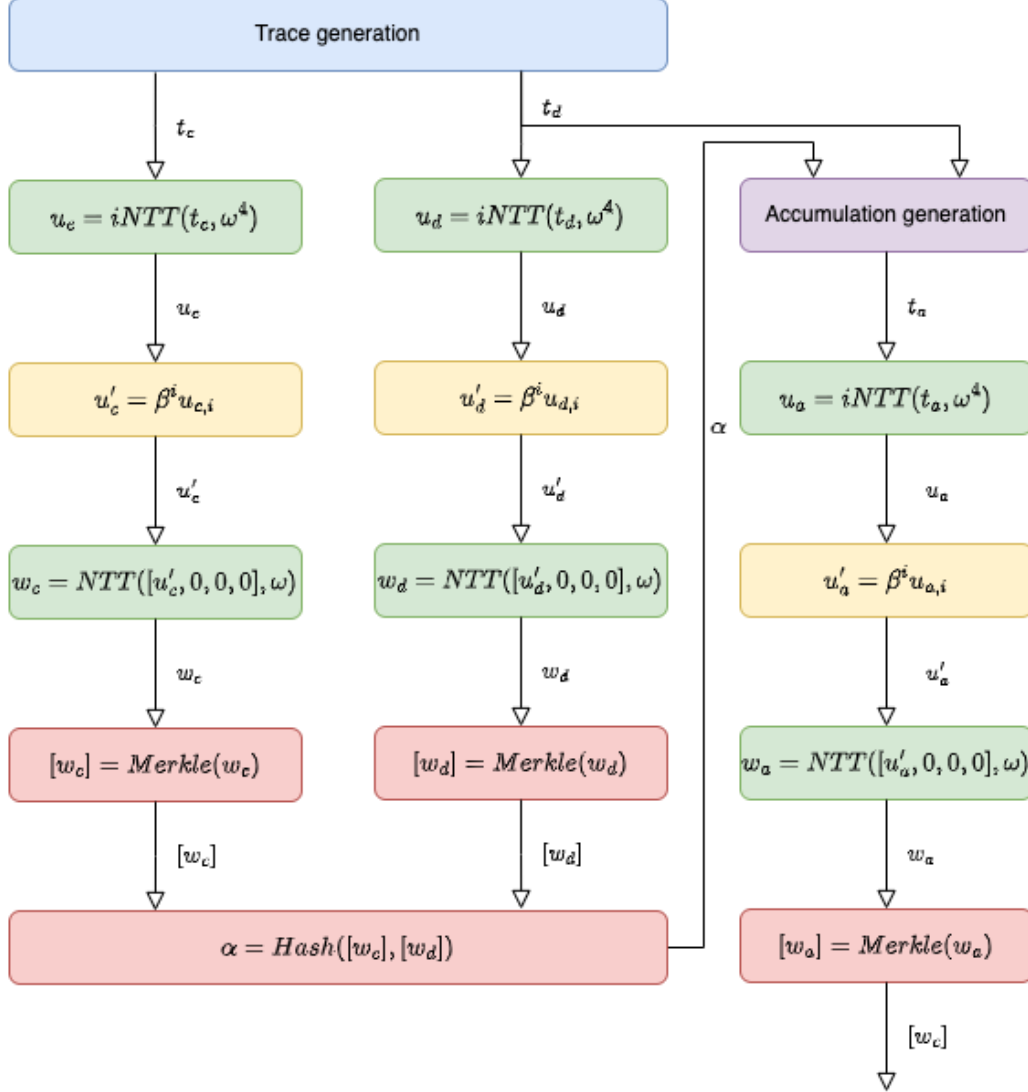 Trace generation
t_c
t_d
u_c = iNTT(t_c, ω^4)
u_d = iNTT(t_d, ω^4)
Accumulation generation
u_c
u_d
t_a
u'_c = β^i u_{c,i}
u'_d = β^i u_{d,i}
u_a = iNTT(t_a, ω^4)
α
u'_c
u'_d
u_a
w_c = NTT([u'_c, 0, 0, 0], ω)
w_d = NTT([u'_d, 0, 0, 0], ω)
u'_a = β^i u_{a,i}
w_c
w_d
u'_a
[w_c] = Merkle(w_c)
[w_d] = Merkle(w_d)
w_a = NTT([u'_a, 0, 0, 0], ω)
[w_c]
[w_d]
w_a
α = Hash([w_c], [w_d])
[w_a] = Merkle(w_a)
[w_c]